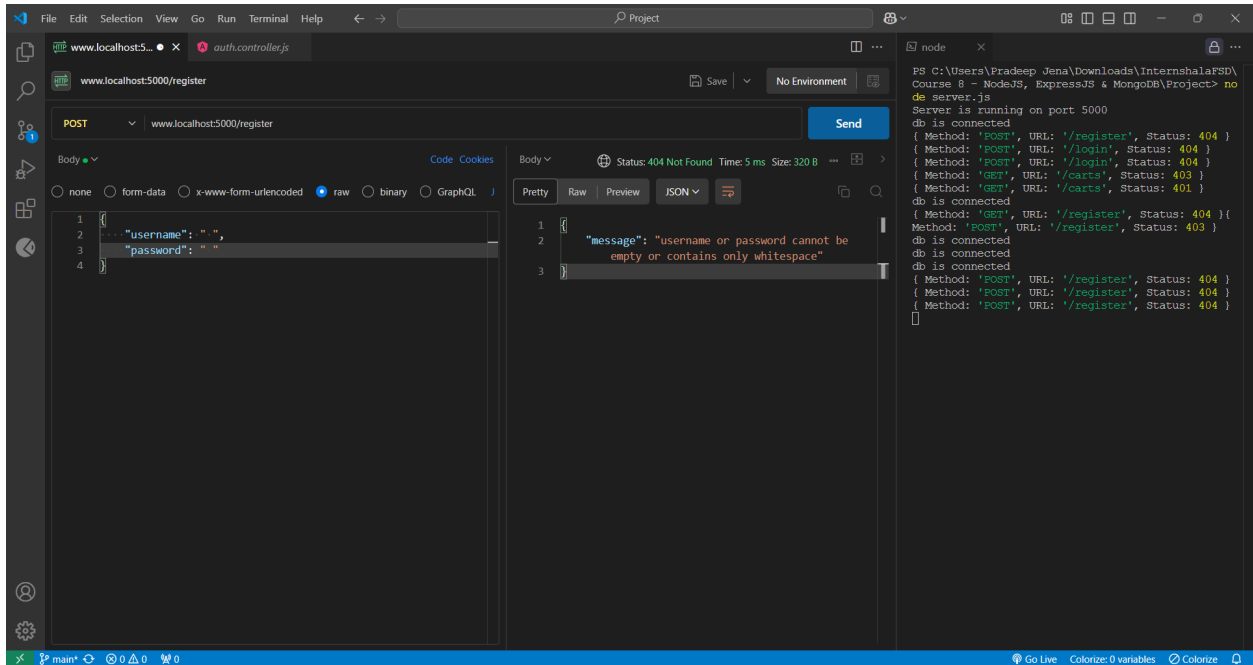 File Edit Selection View Go Run Terminal Help Project
www.localhost:5... auth.controller.js
www.localhost:5000/register Save No Environment
POST www.localhost:5000/register Send
Body Code Cookies
none form-data x-www-form-urlencoded raw binary GraphQL J
1 {
2 ····"username": "·",
3 "password": " "
4 }
Body Status: 404 Not Found Time: 5 ms Size: 320 B
Pretty Raw Preview JSON
1 {
2 "message": "username or password cannot be
empty or contains only whitespace"
3 }
node
PS C:\Users\Pradeep Jena\Downloads\InternshalaFSD\
Course 8 - NodeJS, ExpressJS & MongoDB\Project> no
de server.js
Server is running on port 5000
db is connected
{ Method: 'POST', URL: '/register', Status: 404 }
{ Method: 'POST', URL: '/login', Status: 404 }
{ Method: 'POST', URL: '/login', Status: 404 }
{ Method: 'GET', URL: '/carts', Status: 403 }
{ Method: 'GET', URL: '/carts', Status: 401 }
db is connected
{ Method: 'GET', URL: '/register', Status: 404 }{
Method: 'POST', URL: '/register', Status: 403 }
db is connected
db is connected
db is connected
{ Method: 'POST', URL: '/register', Status: 404 }
{ Method: 'POST', URL: '/register', Status: 404 }
{ Method: 'POST', URL: '/register', Status: 404 }
main* 0 0 0 Go Live Colorize: 0 variables Colorize